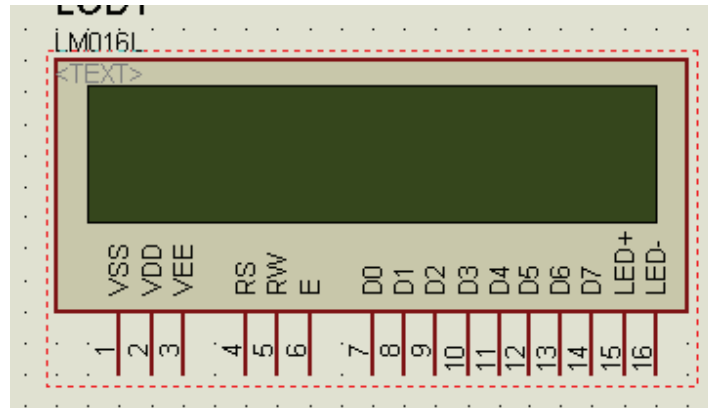 LCD1
LM016L
<TEXT>
VSS VDD VEE RS RW E D0 D1 D2 D3 D4 D5 D6 D7 LED+ LED-
1 2 3 4 5 6 7 8 9 10 11 12 13 14 15 16